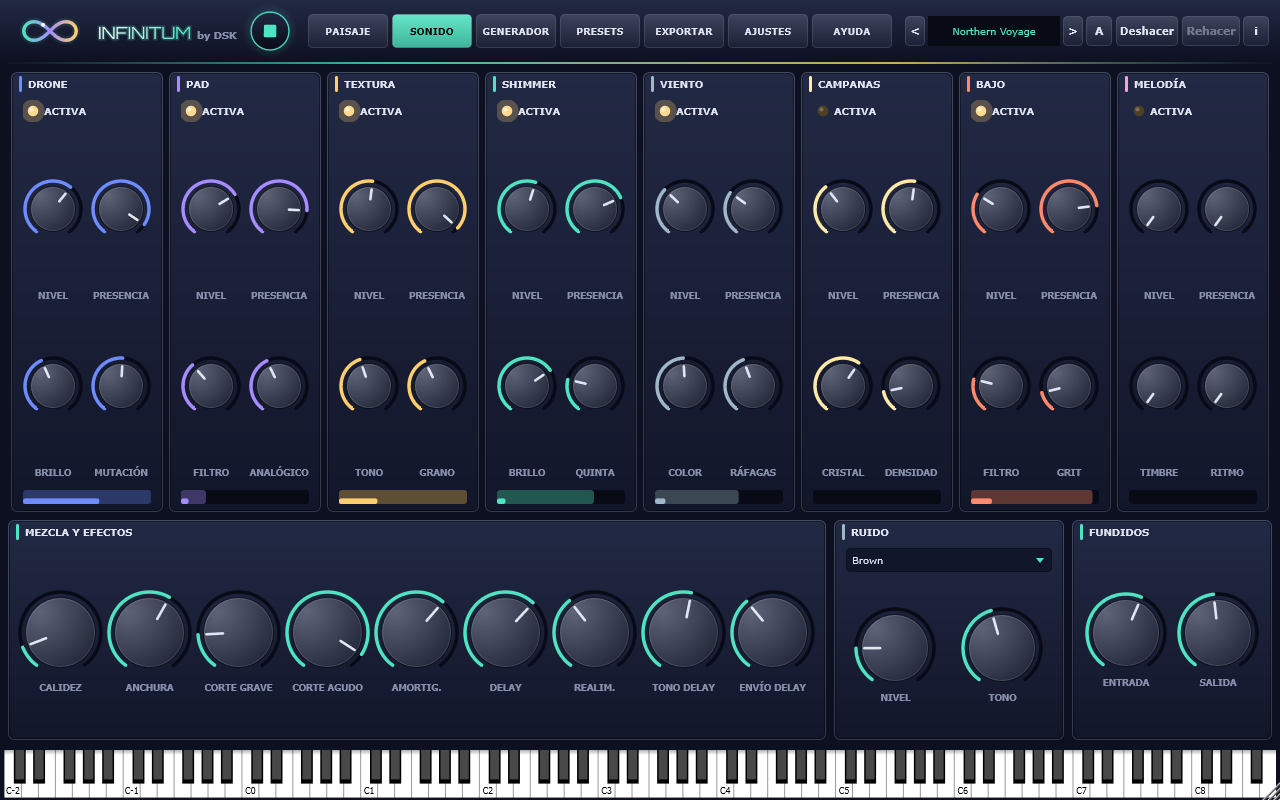 INFINITUM by DSK
PAISAJE SONIDO GENERADOR PRESETS EXPORTAR AJUSTES AYUDA
< Northern Voyage > A Deshacer Rehacer i
DRONE PAD TEXTURA SHIMMER VIENTO CAMPANAS BAJO MELODÍA
ACTIVA ACTIVA ACTIVA ACTIVA ACTIVA ACTIVA ACTIVA ACTIVA
NIVEL PRESENCIA NIVEL PRESENCIA NIVEL PRESENCIA NIVEL PRESENCIA NIVEL PRESENCIA NIVEL PRESENCIA NIVEL PRESENCIA NIVEL PRESENCIA
BRILLO MUTACIÓN FILTRO ANALÓGICO TONO GRANO BRILLO QUINTA COLOR RÁFAGAS CRISTAL DENSIDAD FILTRO GRIT TIMBRE RITMO
MEZCLA Y EFECTOS RUIDO FUNDIDOS
Brown
CALIDEZ ANCHURA CORTE GRAVE CORTE AGUDO AMORTIG. DELAY REALIM. TONO DELAY ENVÍO DELAY
NIVEL TONO
ENTRADA SALIDA
C-2 C-1 C0 C1 C2 C3 C4 C5 C6 C7 C8